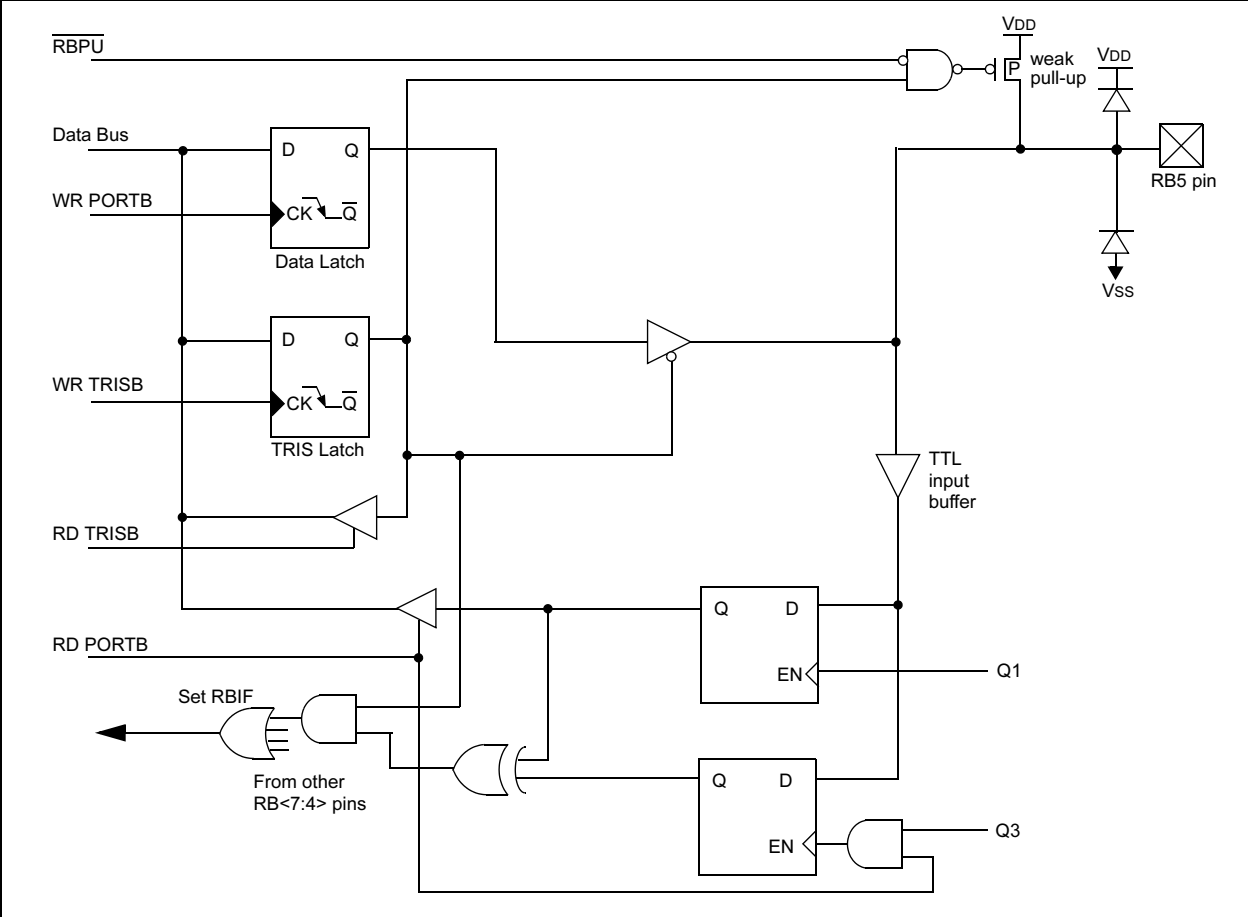 RBPU
VDD
P
weak
pull-up
VDD
Data Bus
D
Q
WR PORTB
CK
Q
Data Latch
RB5 pin
VSS
D
Q
WR TRISB
CK
Q
TRIS Latch
TTL
input
buffer
RD TRISB
Q
D
RD PORTB
EN
Q1
Set RBIF
From other
RB<7:4> pins
Q
D
EN
Q3